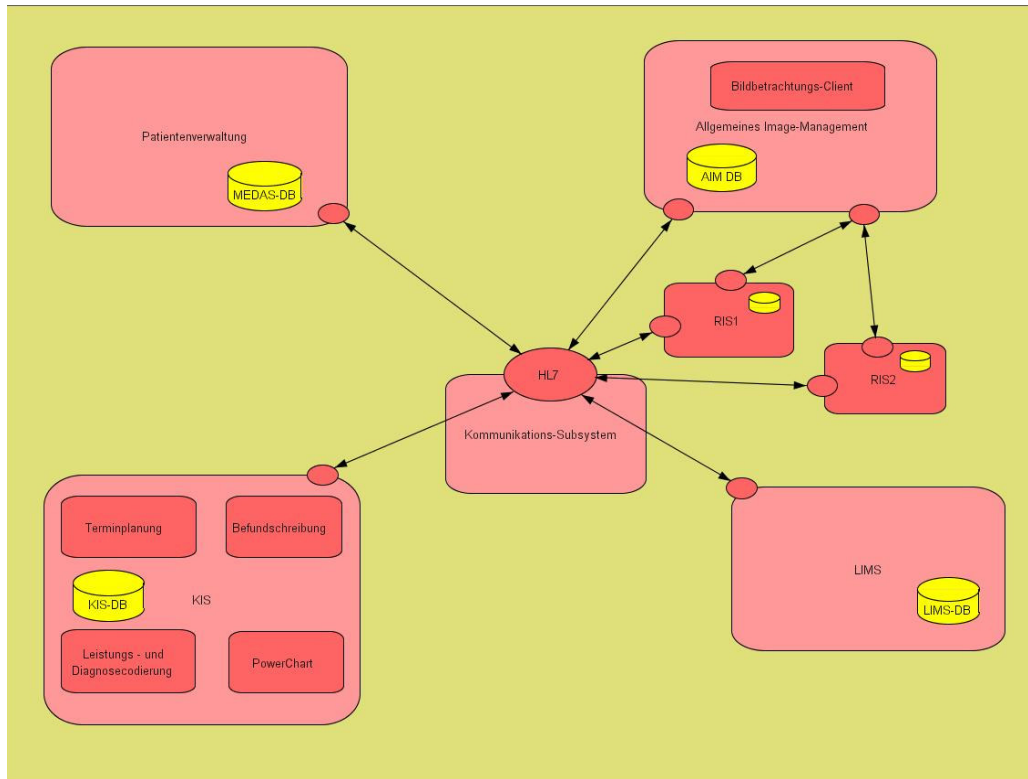 Patientenverwaltung
MEDAS-DB
Bildbetrachtungs-Client
Allgemeines Image-Management
AIM DB
RIS1
RIS2
HL7
Kommunikations-Subsystem
Terminplanung
Befundschreibung
KIS-DB
KIS
Leistungs - und
Diagnosecodierung
PowerChart
LIMS
LIMS-DB